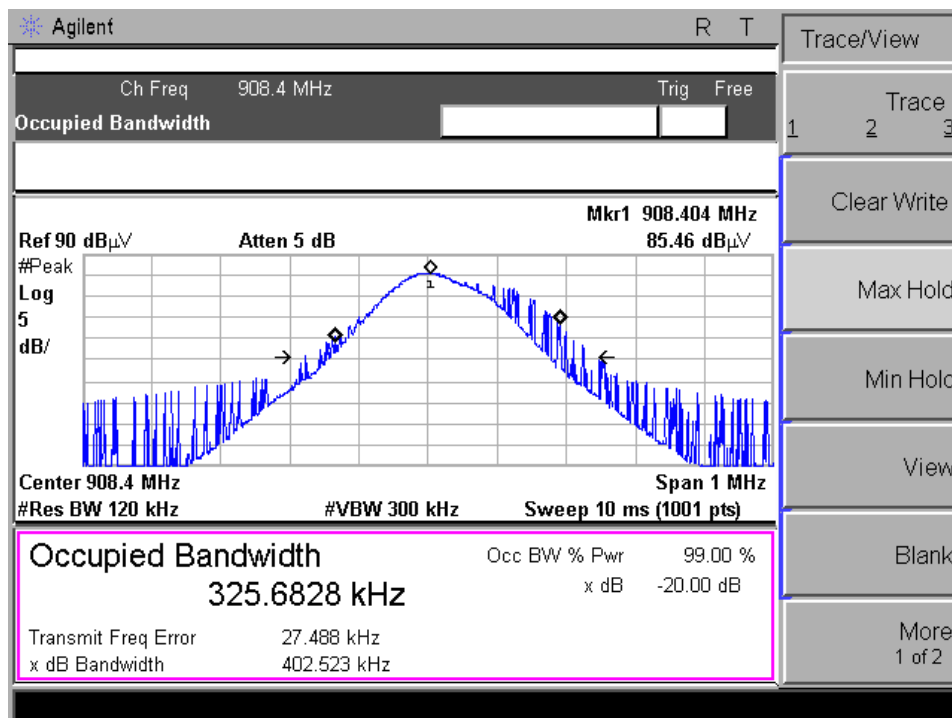 Agilent R T
Trace/View
Ch Freq 908.4 MHz Trig Free
Occupied Bandwidth
Trace
1 2 3
Clear Write
Mkr1 908.404 MHz
Ref 90 dBµV Atten 5 dB 85.46 dBµV
#Peak
Log
5
dB/
1
Max Hold
Min Hold
View
Center 908.4 MHz Span 1 MHz
#Res BW 120 kHz #VBW 300 kHz Sweep 10 ms (1001 pts)
Occupied Bandwidth Occ BW % Pwr 99.00 %
325.6828 kHz x dB -20.00 dB
Transmit Freq Error 27.488 kHz
x dB Bandwidth 402.523 kHz
Blank
More
1 of 2